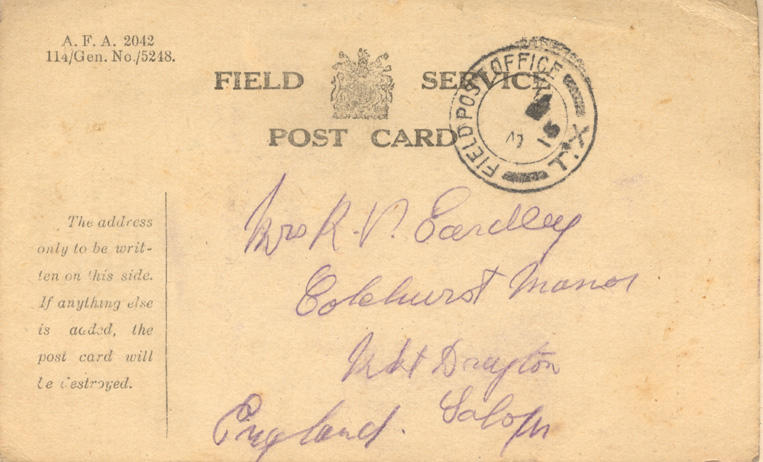 A. F. A. 2042
114/Gen. No./5248.
FIELD SERVICE
POST CARD
FIELD POST OFFICE
T.X
15
The address
only to be writ-
ten on this side.
If anything else
is added, the
post card will
be destroyed.
Mrs R. V. Eardley
Colehurst Manor
Mkt Drayton
Salop
England.